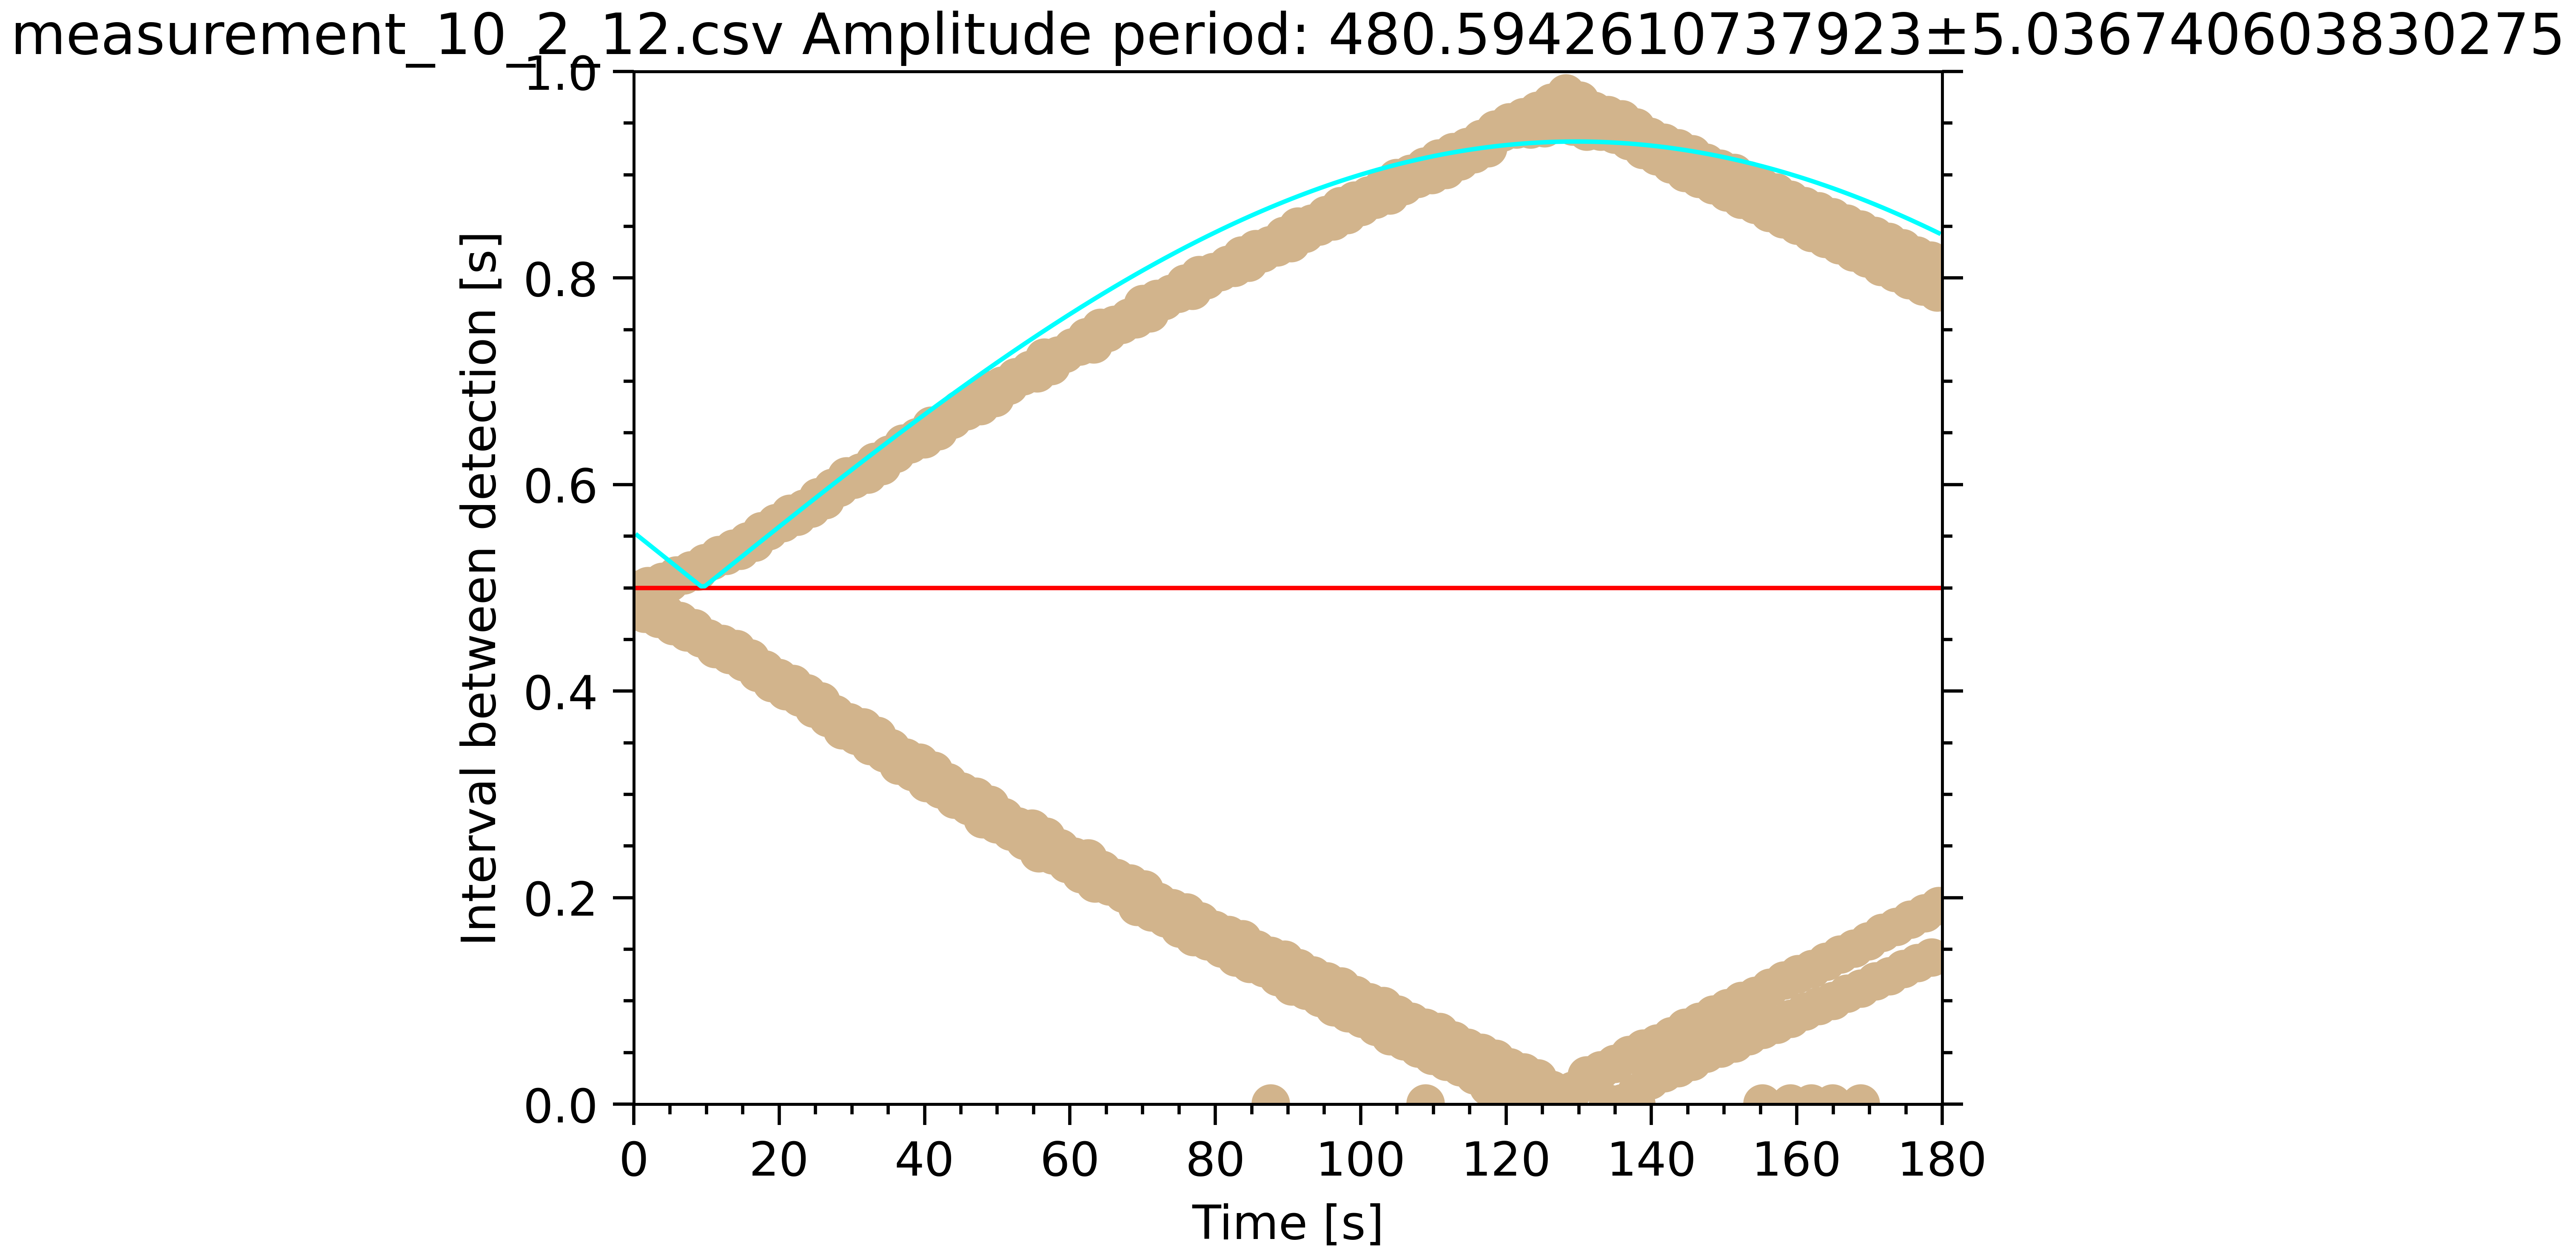 measurement_10_2_12.csv Amplitude period: 480.5942610737923±5.036740603830275
1.0
0.8
0.6
0.4
0.2
0.0
Interval between detection [s]
0 20 40 60 80 100 120 140 160 180
Time [s]